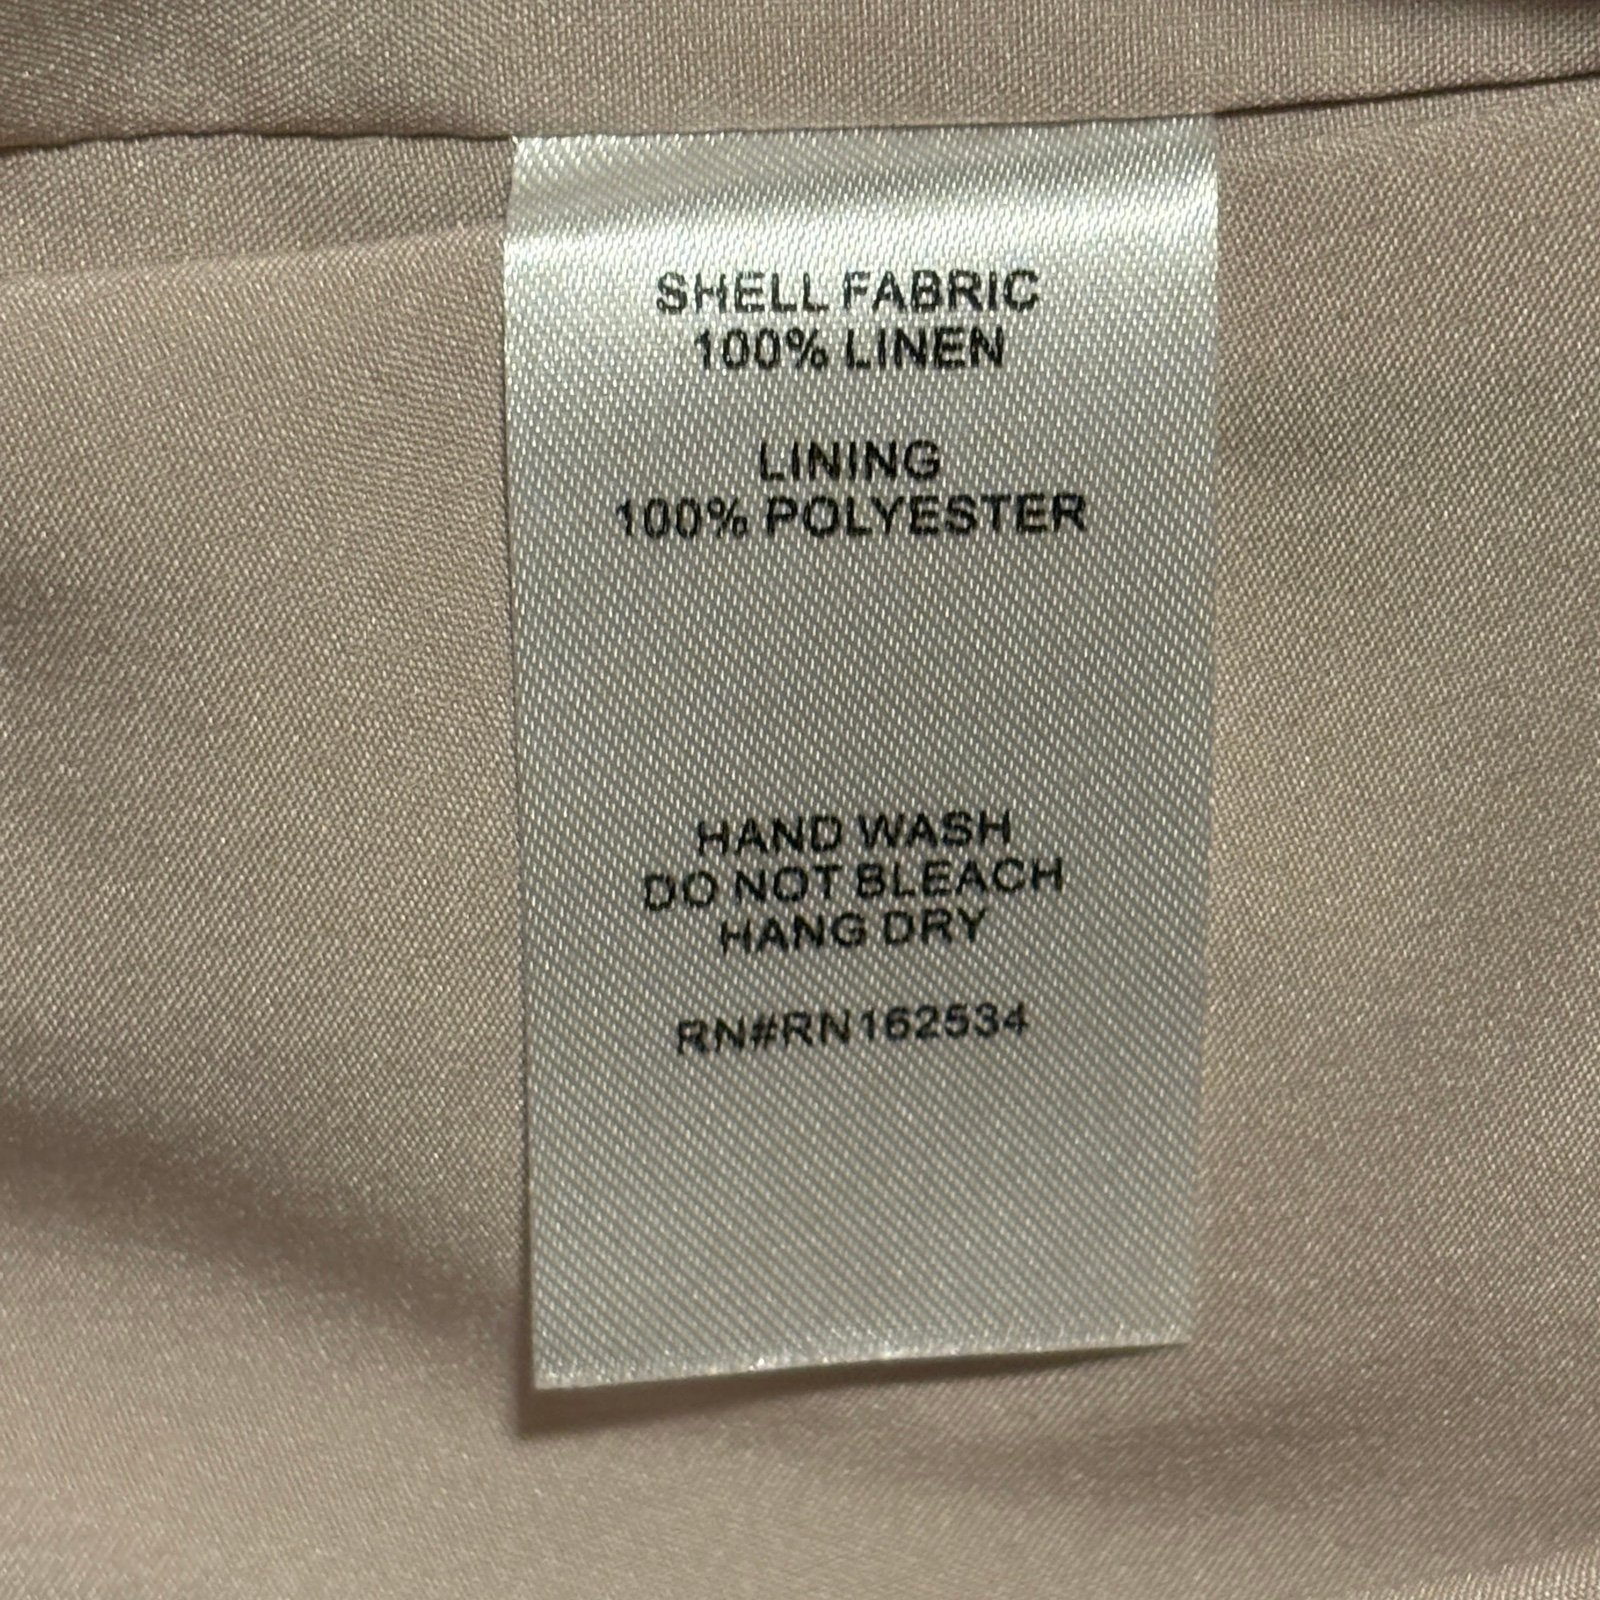 SHELL FABRIC
100% LINEN
LINING
100% POLYESTER
HAND WASH
DO NOT BLEACH
HANG DRY
RN#RN162534